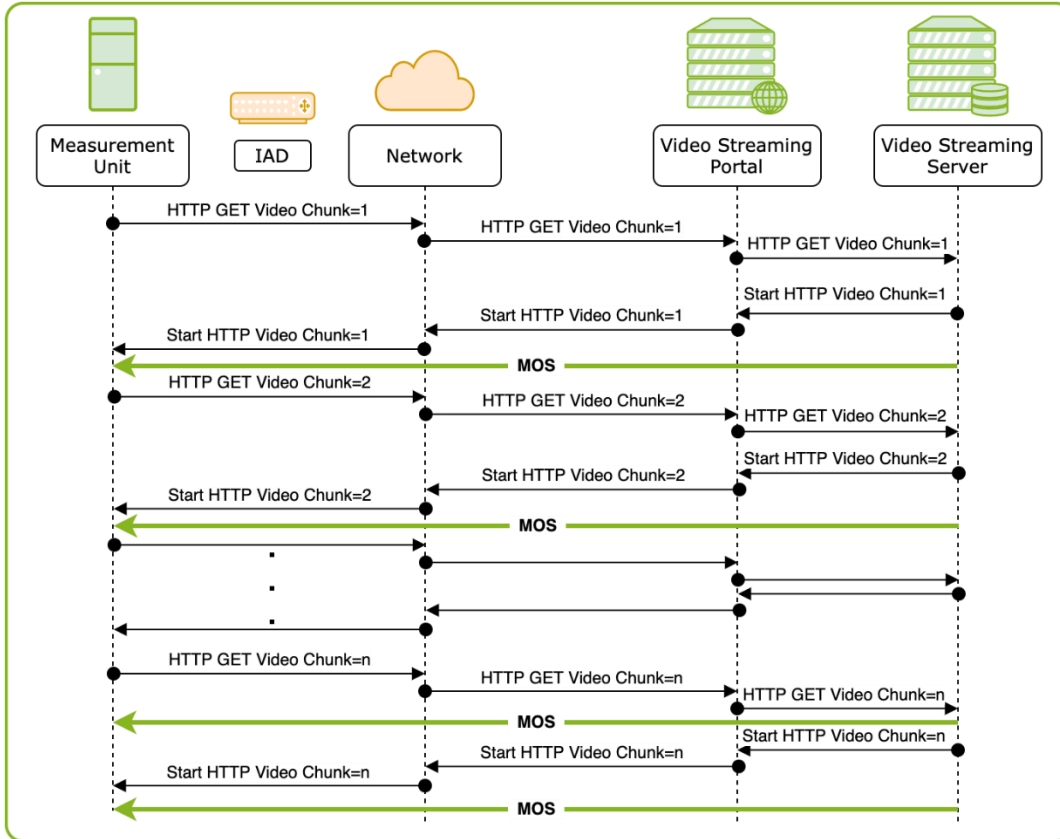 Measurement
Unit
IAD
Network
Video Streaming
Portal
Video Streaming
Server
HTTP GET Video Chunk=1
HTTP GET Video Chunk=1
HTTP GET Video Chunk=1
Start HTTP Video Chunk=1
Start HTTP Video Chunk=1
Start HTTP Video Chunk=1
MOS
HTTP GET Video Chunk=2
HTTP GET Video Chunk=2
HTTP GET Video Chunk=2
Start HTTP Video Chunk=2
Start HTTP Video Chunk=2
Start HTTP Video Chunk=2
MOS
.
.
.
HTTP GET Video Chunk=n
HTTP GET Video Chunk=n
HTTP GET Video Chunk=n
MOS
Start HTTP Video Chunk=n
Start HTTP Video Chunk=n
Start HTTP Video Chunk=n
MOS